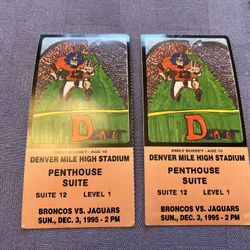 D
EMILY BUSSEY - AGE 10
DENVER MILE HIGH STADIUM
PENTHOUSE
SUITE
SUITE 12 LEVEL 1
BRONCOS VS. JAGUARS
SUN., DEC. 3, 1995 - 2 PM
D
EMILY BUSSEY - AGE 10
DENVER MILE HIGH STADIUM
PENTHOUSE
SUITE
SUITE 12 LEVEL 1
BRONCOS VS. JAGUARS
SUN., DEC. 3, 1995 - 2 PM